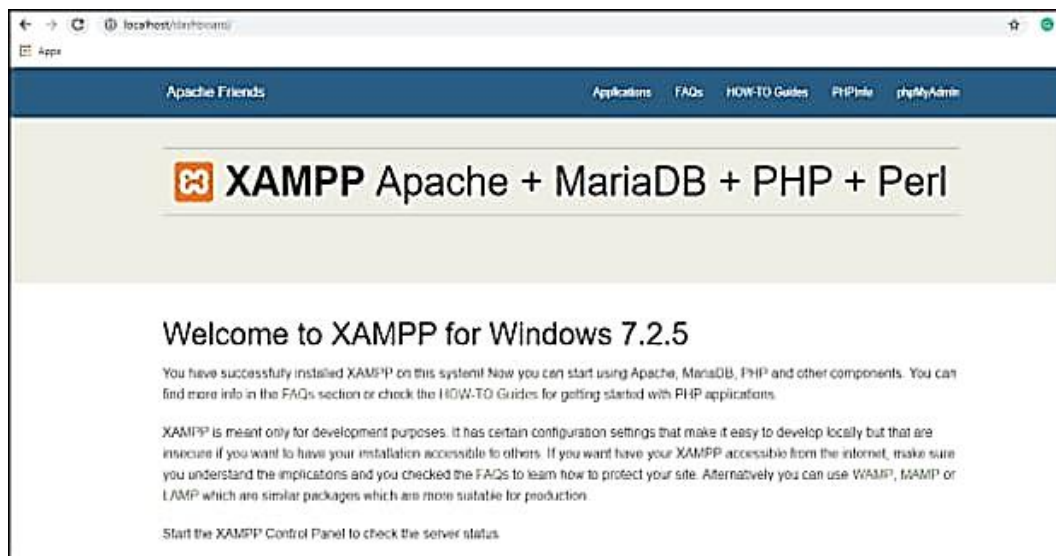 localhost/dashboard/
Apps
Apache Friends
Applications FAQs HOW-TO Guides PHPInfo phpMyAdmin
XAMPP Apache + MariaDB + PHP + Perl
Welcome to XAMPP for Windows 7.2.5
You have successfully installed XAMPP on this system! Now you can start using Apache, MariaDB, PHP and other components. You can
find more info in the FAQs section or check the HOW-TO Guides for getting started with PHP applications.
XAMPP is meant only for development purposes. It has certain configuration settings that make it easy to develop locally but that are
insecure if you want to have your installation accessible to others. If you want have your XAMPP accessible from the internet, make sure
you understand the implications and you checked the FAQs to learn how to protect your site. Alternatively you can use WAMP, MAMP or
LAMP which are similar packages which are more suitable for production.
Start the XAMPP Control Panel to check the server status.